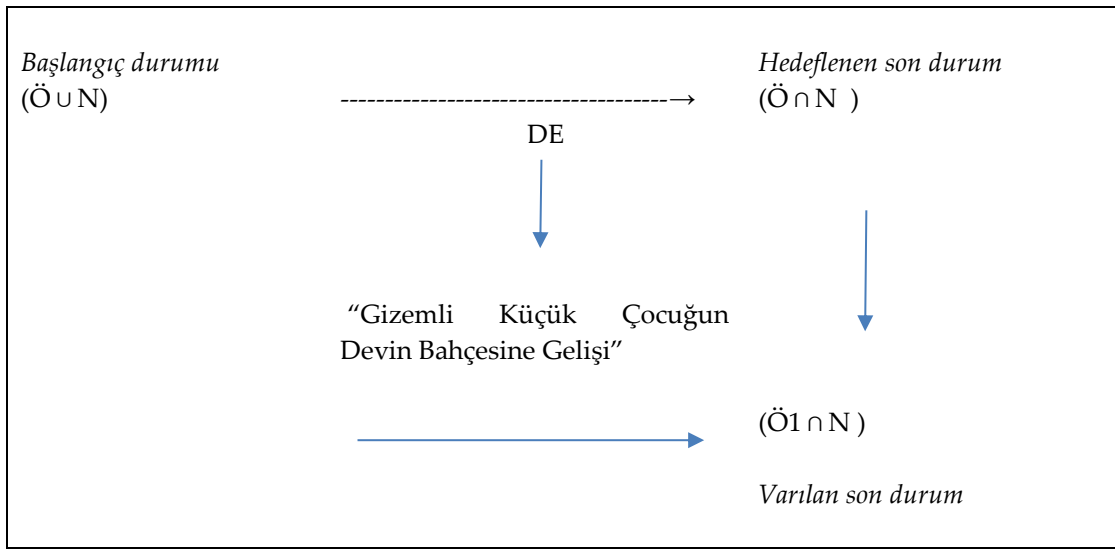 Başlangıç durumu
Hedeflenen son durum
(Ö ∪ N)
------------------------------------→
(Ö ∩ N )
DE
“Gizemli Küçük Çocuğun
Devin Bahçesine Gelişi”
(Ö1 ∩ N )
Varılan son durum